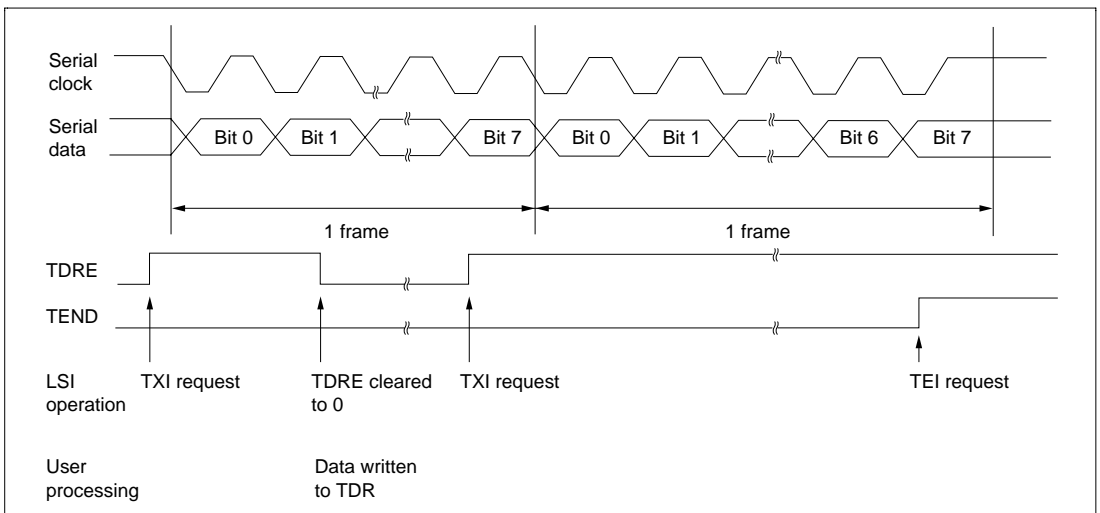 Serial
clock
Serial
data
Bit 0 Bit 1 Bit 7 Bit 0 Bit 1 Bit 6 Bit 7
1 frame 1 frame
TDRE
TEND
LSI
operation
TXI request
TDRE cleared
to 0
TXI request
TEI request
User
processing
Data written
to TDR